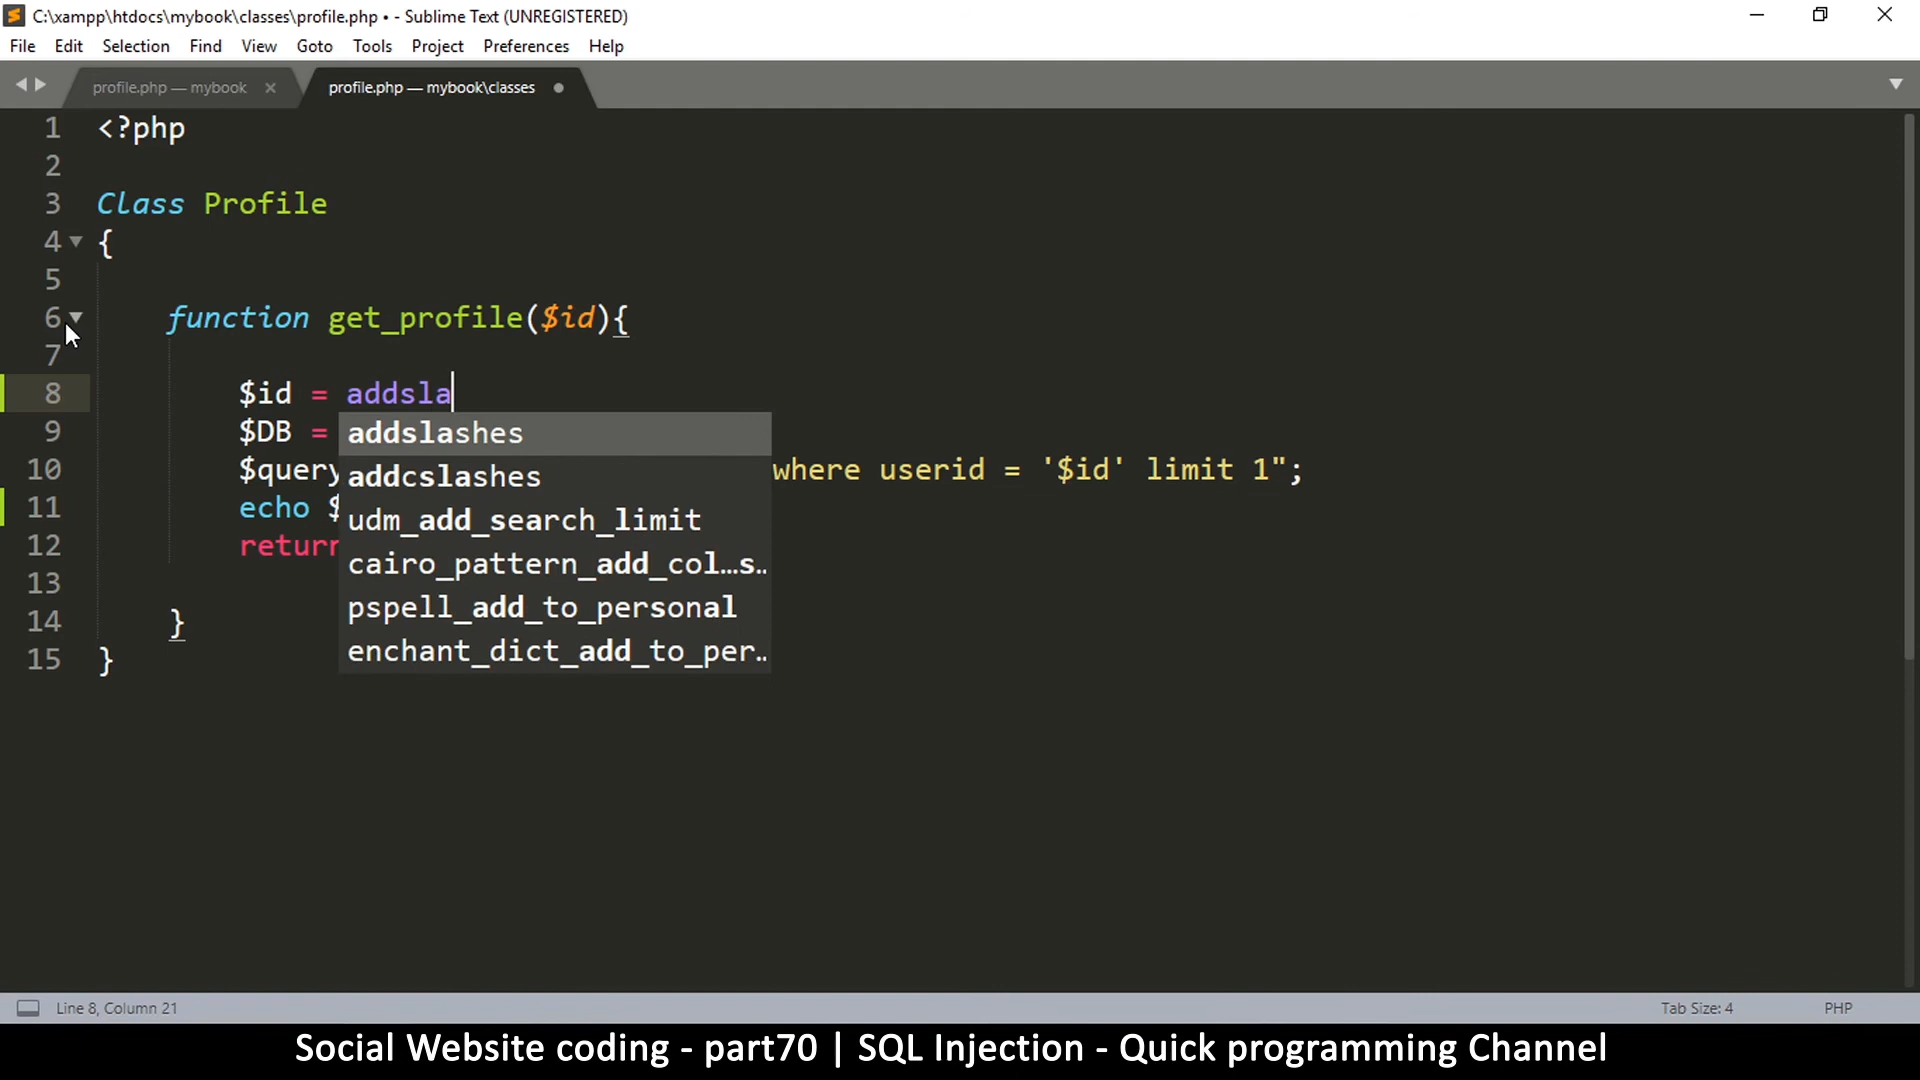 C:\xampp\htdocs\mybook\classes\profile.php • - Sublime Text (UNREGISTERED)
File Edit Selection Find View Goto Tools Project Preferences Help
profile.php — mybook profile.php — mybook\classes
1 <?php
2
3 Class Profile
4 {
5
6 function get_profile($id){
7
8 $id = addsla
9 $DB = addslashes
10 $query where userid = '$id' limit 1";
addcslashes
11 echo $
udm_add_search_limit
12 return
cairo_pattern_add_col…s..
13
pspell_add_to_personal
14 }
enchant_dict_add_to_per..
15 }
Line 8, Column 21 Tab Size: 4 PHP
Social Website coding - part70 | SQL Injection - Quick programming Channel